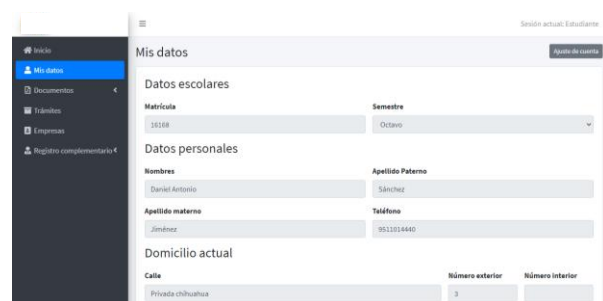 Sesión actual: Estudiante
Inicio
Mis datos
Documentos
Trámites
Empresas
Registro complementario
Mis datos
Ajuste de cuenta
Datos escolares
Matrícula Semestre
16168 Octavo
Datos personales
Nombres Apellido Paterno
Daniel Antonio Sánchez
Apellido materno Teléfono
Jiménez 9511014440
Domicilio actual
Calle Número exterior Número interior
Privada chihuahua 3